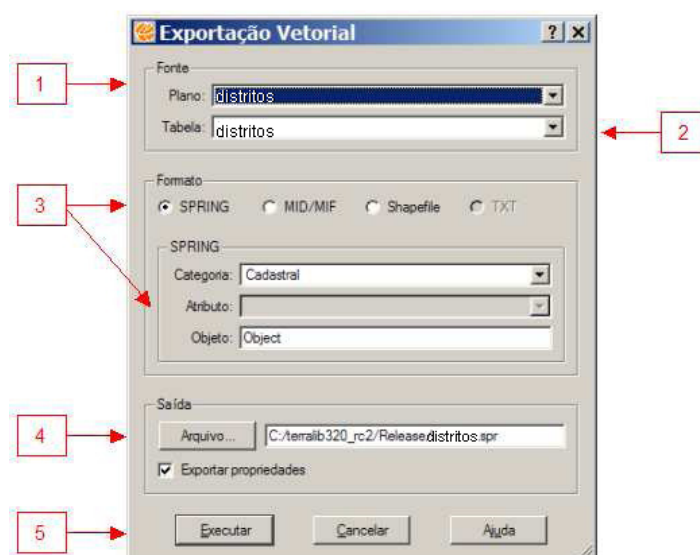 Exportação Vetorial
1
Fonte
Plano: distritos
Tabela: distritos
2
3
Formato
SPRING MID/MIF Shapefile TXT
SPRING
Categoria: Cadastral
Atributo:
Objeto: Object
4
Saída
Arquivo... C:/terralib320_rc2/Release/distritos.spr
Exportar propriedades
5
Executar Cancelar Ajuda